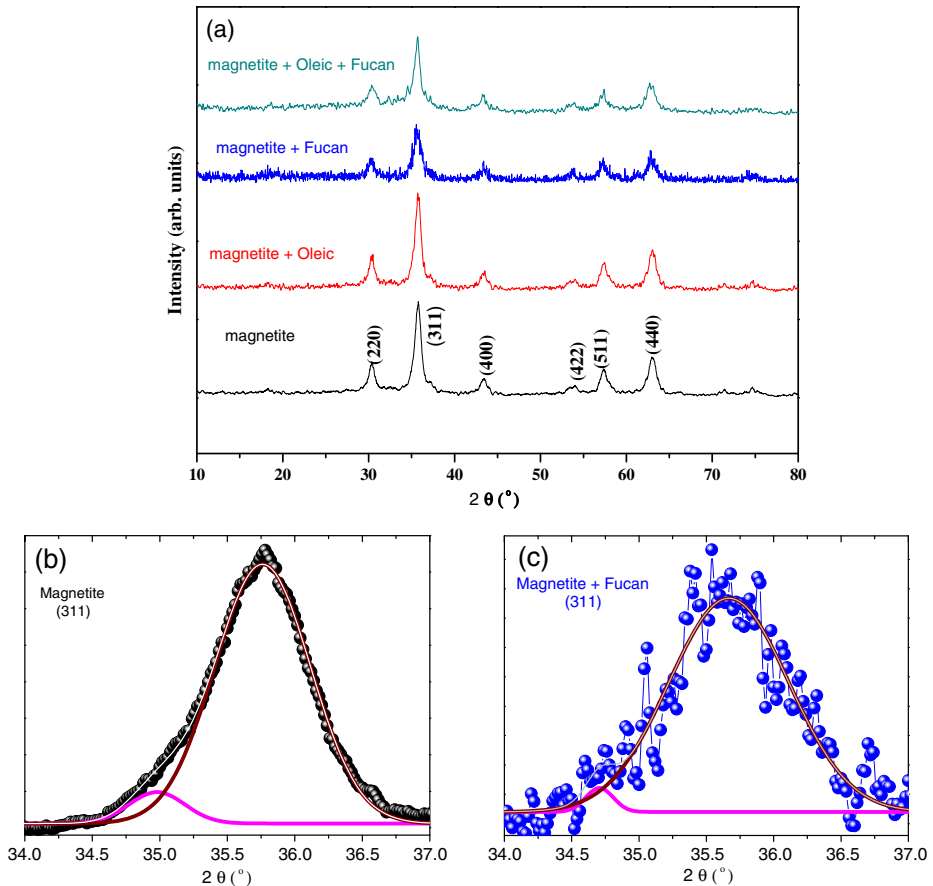 (a)
magnetite + Oleic + Fucan
magnetite + Fucan
magnetite + Oleic
magnetite
(220)
(311)
(400)
(422)
(511)
(440)
Intensity (arb. units)
10 20 30 40 50 60 70 80
2 θ (°)
(b)
Magnetite
(311)
34.0 34.5 35.0 35.5 36.0 36.5 37.0
2 θ (°)
(c)
Magnetite + Fucan
(311)
34.0 34.5 35.0 35.5 36.0 36.5 37.0
2 θ (°)